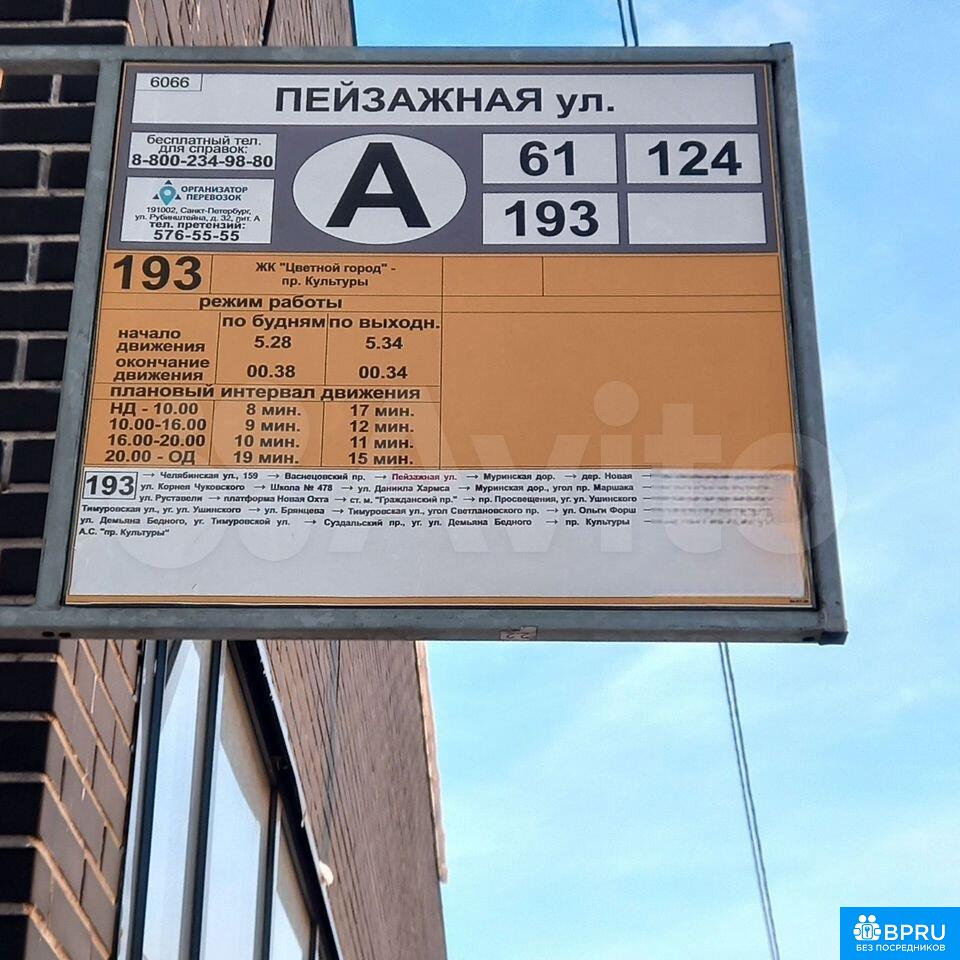 6066
ПЕЙЗАЖНАЯ ул.
бесплатный тел.
для справок:
8-800-234-98-80
ОРГАНИЗАТОР
ПЕРЕВОЗОК
191002, Санкт-Петербург,
ул. Рубинштейна, д. 32, лит. А
тел. претензий:
576-55-55
А
61 124
193
193 ЖК "Цветной город" -
пр. Культуры
режим работы
по будням по выходн.
начало
движения 5.28 5.34
окончание
движения 00.38 00.34
плановый интервал движения
НД - 10.00 8 мин. 17 мин.
10.00-16.00 9 мин. 12 мин.
16.00-20.00 10 мин. 11 мин.
20.00 - ОД 19 мин. 15 мин.
193 → Челябинская ул., 159 → Васнецовский пр. → Пейзажная ул. → Муринская дор. → дер. Новая →
ул. Корнея Чуковского → Школа № 478 → ул. Даниила Хармса → Муринская дор., угол пр. Маршака →
ул. Руставели → платформа Новая Охта → ст. м. "Гражданский пр." → пр. Просвещения, уг. ул. Ушинского →
Тимуровская ул., уг. ул. Ушинского → ул. Брянцева → Тимуровская ул., угол Светлановского пр. → ул. Ольги Форш →
ул. Демьяна Бедного, уг. Тимуровской ул. → Суздальский пр., уг. ул. Демьяна Бедного → пр. Культуры →
А.С. "пр. Культуры"
Avito
BPRU
БЕЗ ПОСРЕДНИКОВ